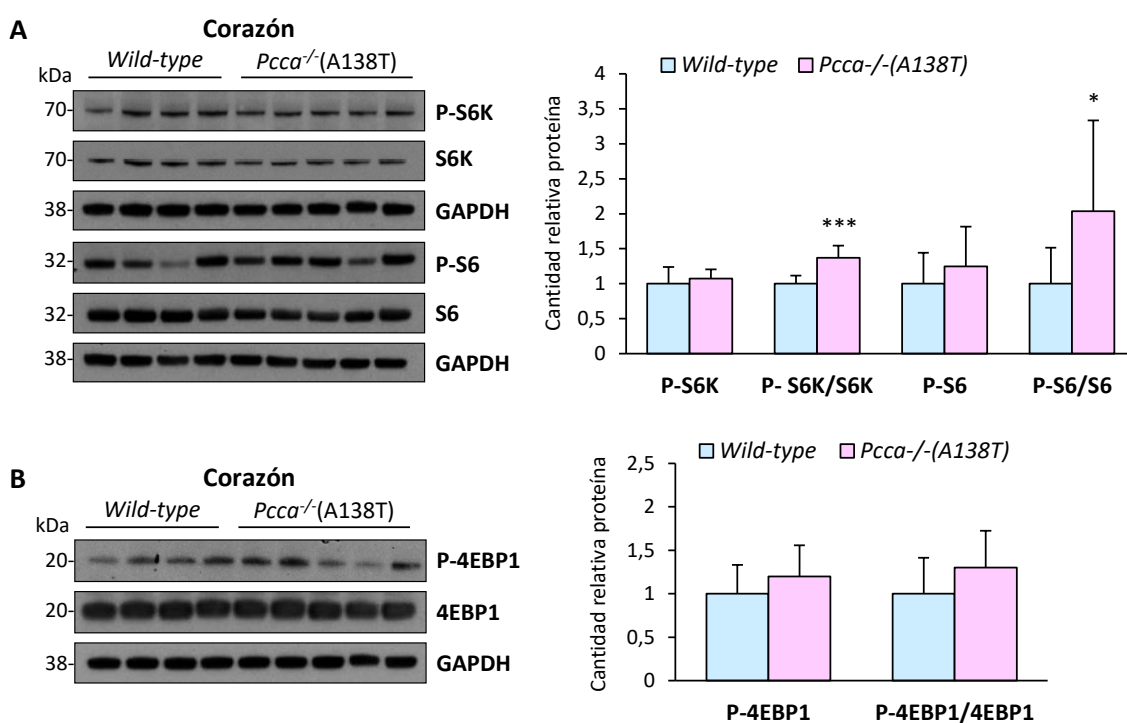 A
Corazón
Wild-type Pcca-/-(A138T)
kDa
70- P-S6K
70- S6K
38- GAPDH
32- P-S6
32- S6
38- GAPDH
Wild-type Pcca-/-(A138T)
Cantidad relativa proteína
4
3,5
3
2,5
2
1,5
1
0,5
0
***
*
P-S6K P- S6K/S6K P-S6 P-S6/S6
B
Corazón
Wild-type Pcca-/-(A138T)
kDa
20- P-4EBP1
20- 4EBP1
38- GAPDH
Wild-type Pcca-/-(A138T)
Cantidad relativa proteína
2,5
2
1,5
1
0,5
0
P-4EBP1 P-4EBP1/4EBP1